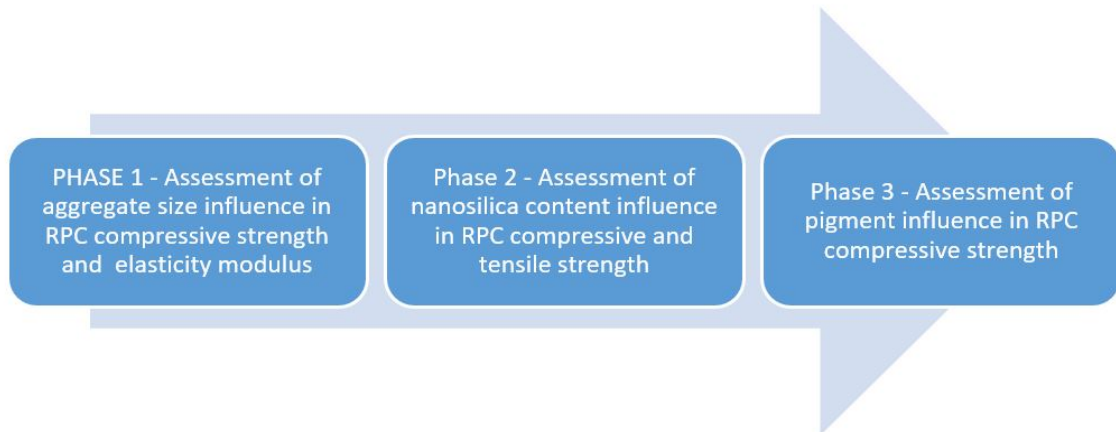 PHASE 1 - Assessment of
aggregate size influence in
RPC compressive strength
and elasticity modulus
Phase 2 - Assessment of
nanosilica content influence
in RPC compressive and
tensile strength
Phase 3 - Assessment of
pigment influence in RPC
compressive strength